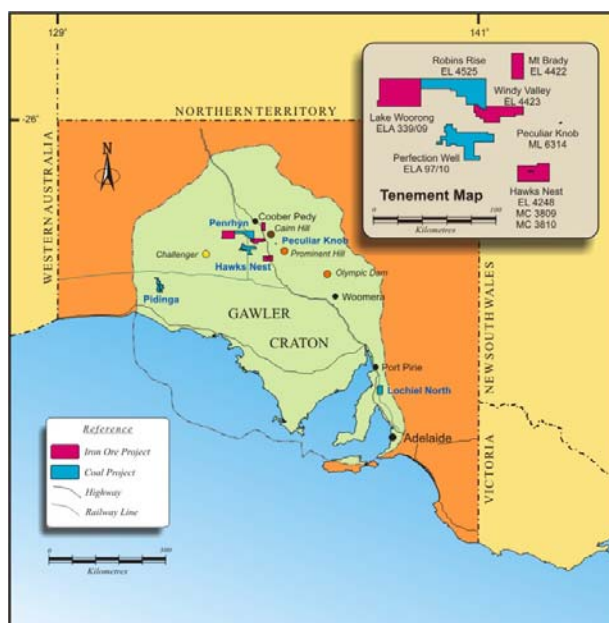 129°
141°
-26°
NORTHERN TERRITORY
WESTERN AUSTRALIA
NEW SOUTH WALES
VICTORIA
N
Robins Rise
EL 4525
Mt Brady
EL 4422
Windy Valley
EL 4423
Lake Woorong
ELA 339/09
Peculiar Knob
ML 6314
Perfection Well
ELA 97/10
Hawks Nest
EL 4248
MC 3809
MC 3810
Tenement Map
0 100
Kilometres
Coober Pedy
Penrhyn
Cairn Hill
Peculiar Knob
Challenger
Prominent Hill
Hawks Nest
Olympic Dam
Pidinga
Woomera
GAWLER
CRATON
Port Pirie
Lochiel North
Adelaide
Reference
Iron Ore Project
Coal Project
Highway
Railway Line
0 300
Kilometres